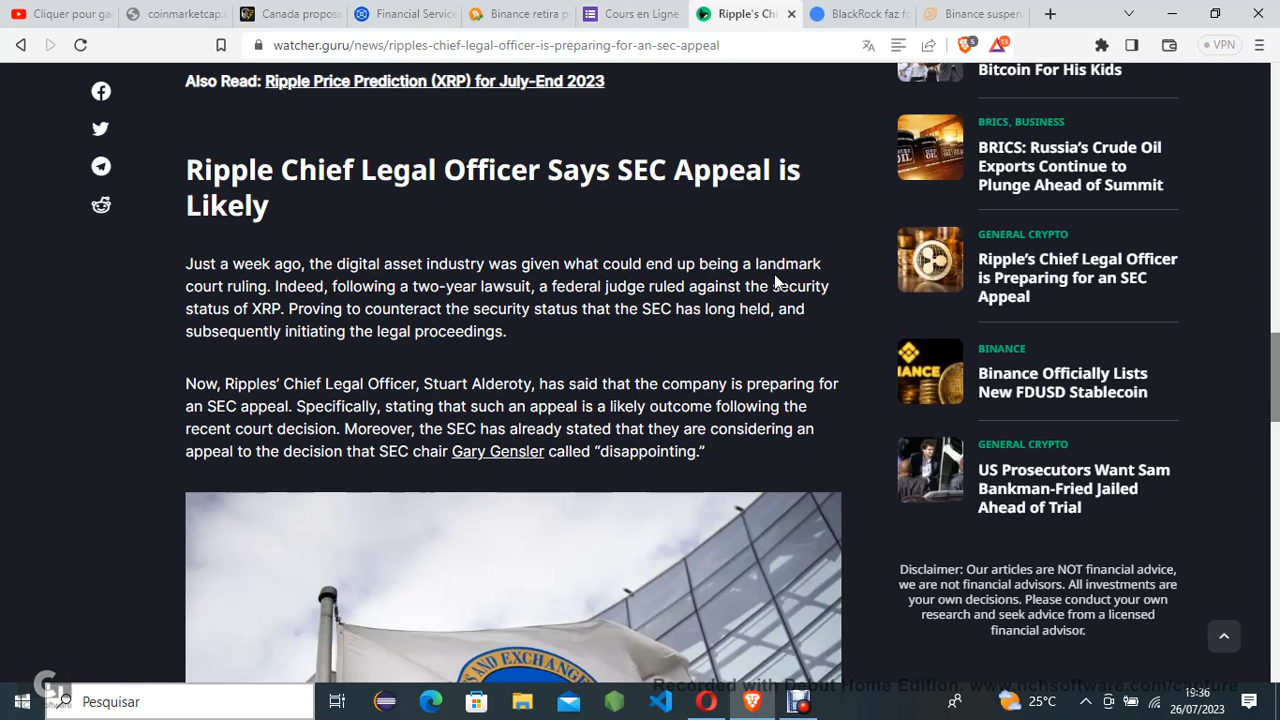 Cliquer pour ga
coinmarketcap.
Canada propose
Financial Service
Binance retira p
Cours en Ligne
Ripple's Chi
BlackRock faz f
Binance suspen
watcher.guru/news/ripples-chief-legal-officer-is-preparing-for-an-sec-appsal
5
13
VPN
Also Read: Ripple Price Prediction (XRP) for July-End 2023
Ripple Chief Legal Officer Says SEC Appeal is
Likely
Just a week ago, the digital asset industry was given what could end up being a landmark
court ruling. Indeed, following a two-year lawsuit, a federal judge ruled against the security
status of XRP. Proving to counteract the security status that the SEC has long held, and
subsequently initiating the legal proceedings.
Now, Ripples’ Chief Legal Officer, Stuart Alderoty, has said that the company is preparing for
an SEC appeal. Specifically, stating that such an appeal is a likely outcome following the
recent court decision. Moreover, the SEC has already stated that they are considering an
appeal to the decision that SEC chair Gary Gensler called “disappointing.”
AND EXCHANGE
Bitcoin For His Kids
BRICS, BUSINESS
BRICS: Russia’s Crude Oil
Exports Continue to
Plunge Ahead of Summit
OIL
GENERAL CRYPTO
Ripple’s Chief Legal Officer
is Preparing for an SEC
Appeal
BINANCE
Binance Officially Lists
New FDUSD Stablecoin
GENERAL CRYPTO
US Prosecutors Want Sam
Bankman-Fried Jailed
Ahead of Trial
Disclaimer: Our articles are NOT financial advice,
we are not financial advisors. All investments are
your own decisions. Please conduct your own
research and seek advice from a licensed
financial advisor.
Recorded with Debut Home Edition. www.nchsoftware.com/capture
Pesquisar
25°C
19:36
26/07/2023